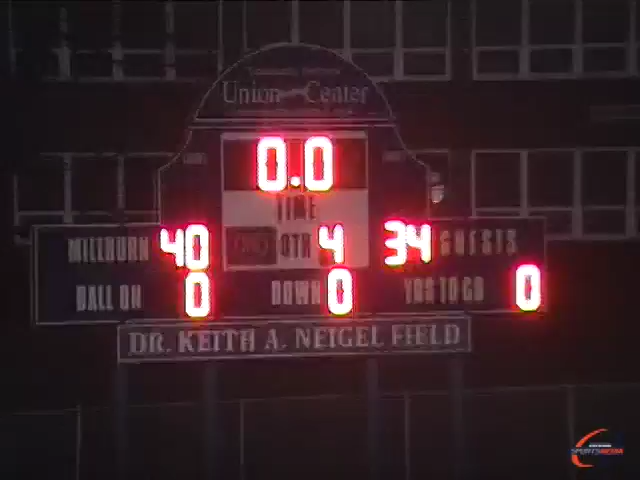 Union Center
0.0
TIME
MILLBURN 40 QTR 4 34 GUESTS
BALL ON 0 DOWN 0 YDS TO GO 0
DR. KEITH A. NEIGEL FIELD
SPORTSMEDIA